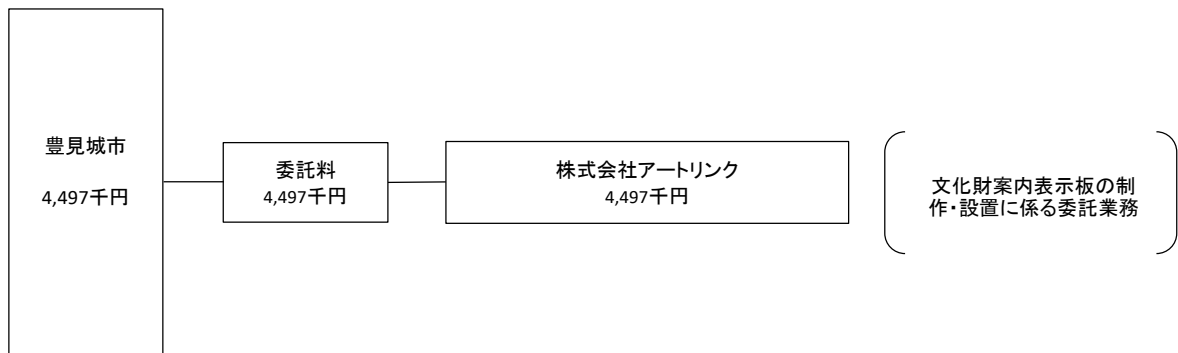 豊見城市
4,497千円
委託料
4,497千円
株式会社アートリンク
4,497千円
文化財案内表示板の制
作・設置に係る委託業務